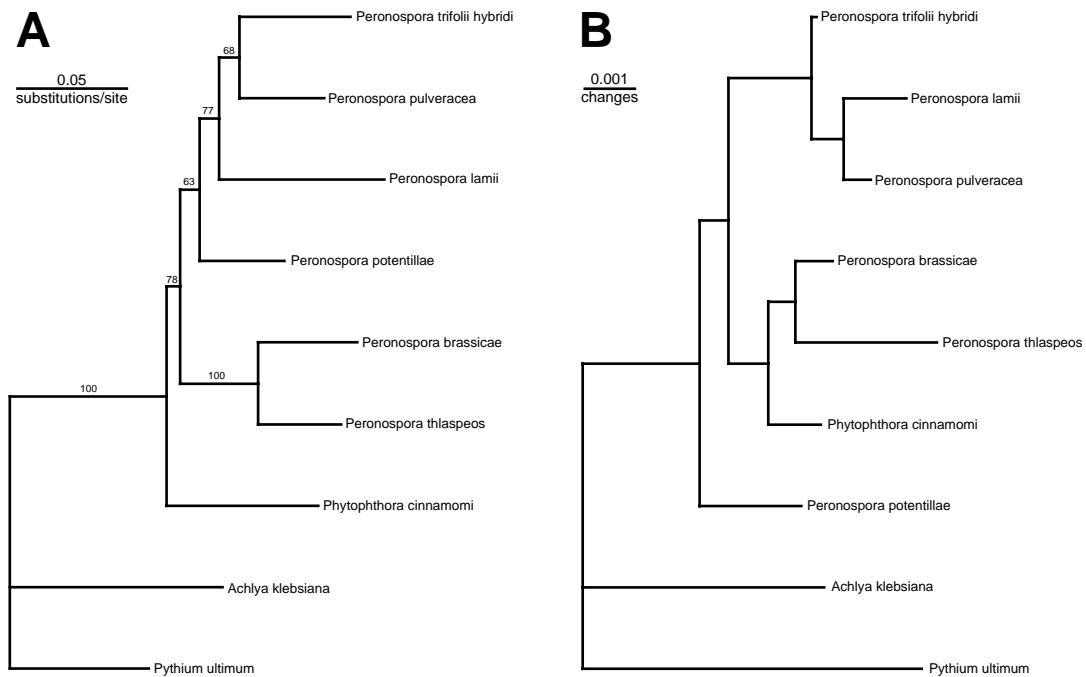 A
0.05
substitutions/site
Peronospora trifolii hybridi
68
Peronospora pulveracea
77
Peronospora lamii
63
Peronospora potentillae
78
Peronospora brassicae
100
100
Peronospora thlaspeos
Phytophthora cinnamomi
Achlya klebsiana
Pythium ultimum
B
0.001
changes
Peronospora trifolii hybridi
Peronospora lamii
Peronospora pulveracea
Peronospora brassicae
Peronospora thlaspeos
Phytophthora cinnamomi
Peronospora potentillae
Achlya klebsiana
Pythium ultimum